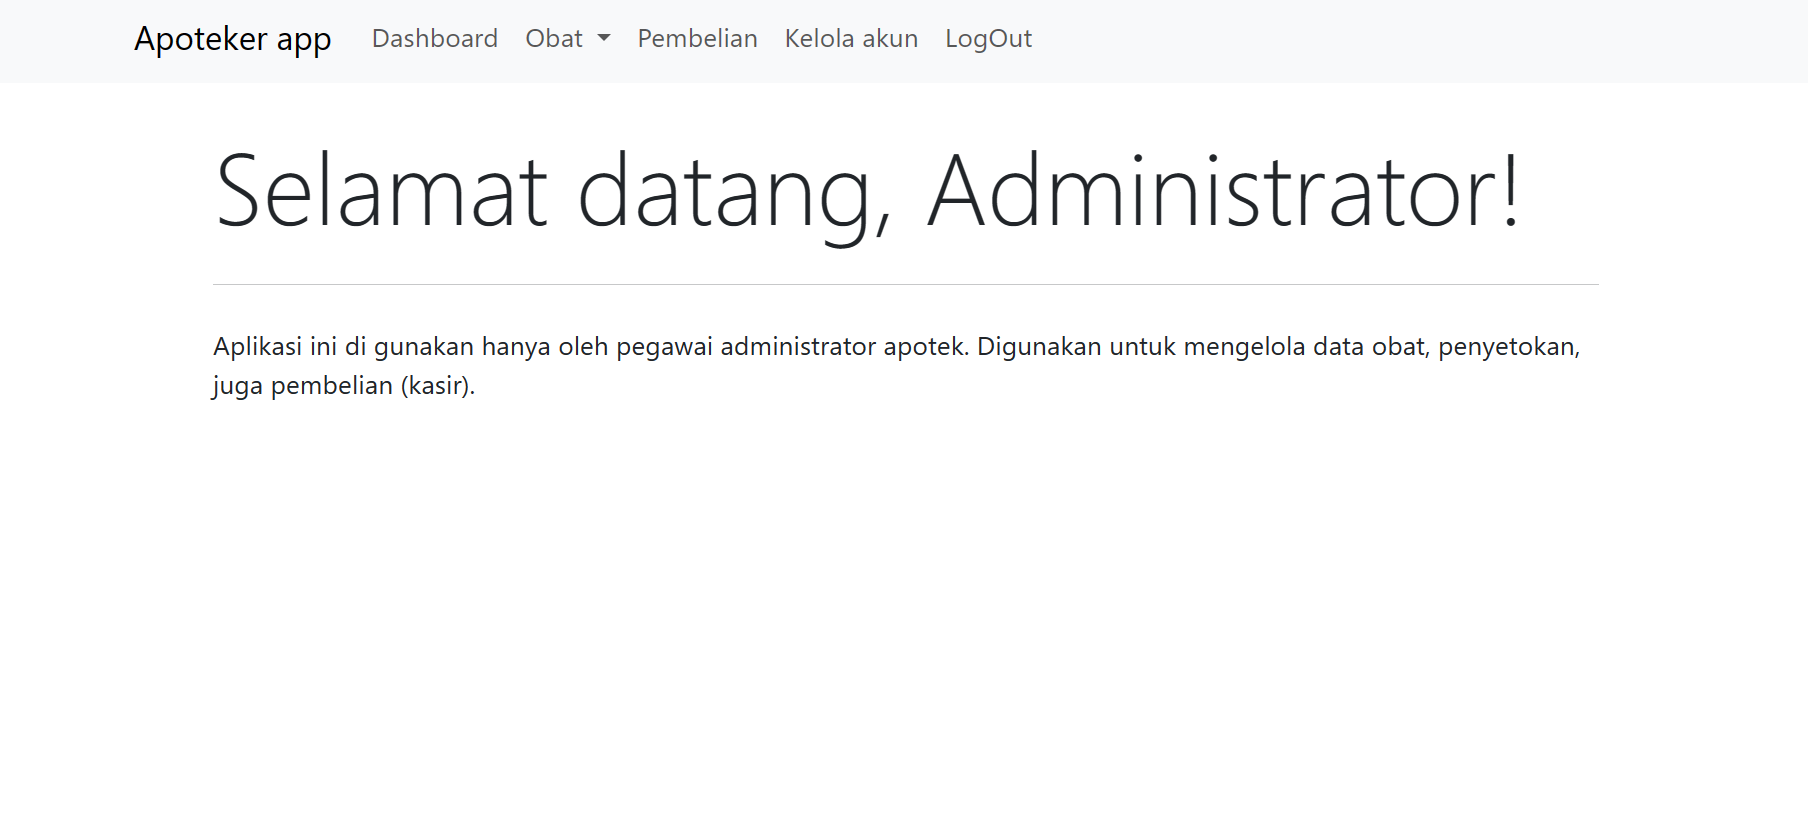 Apoteker app Dashboard Obat Pembelian Kelola akun LogOut
Selamat datang, Administrator!
Aplikasi ini di gunakan hanya oleh pegawai administrator apotek. Digunakan untuk mengelola data obat, penyetokan,
juga pembelian (kasir).